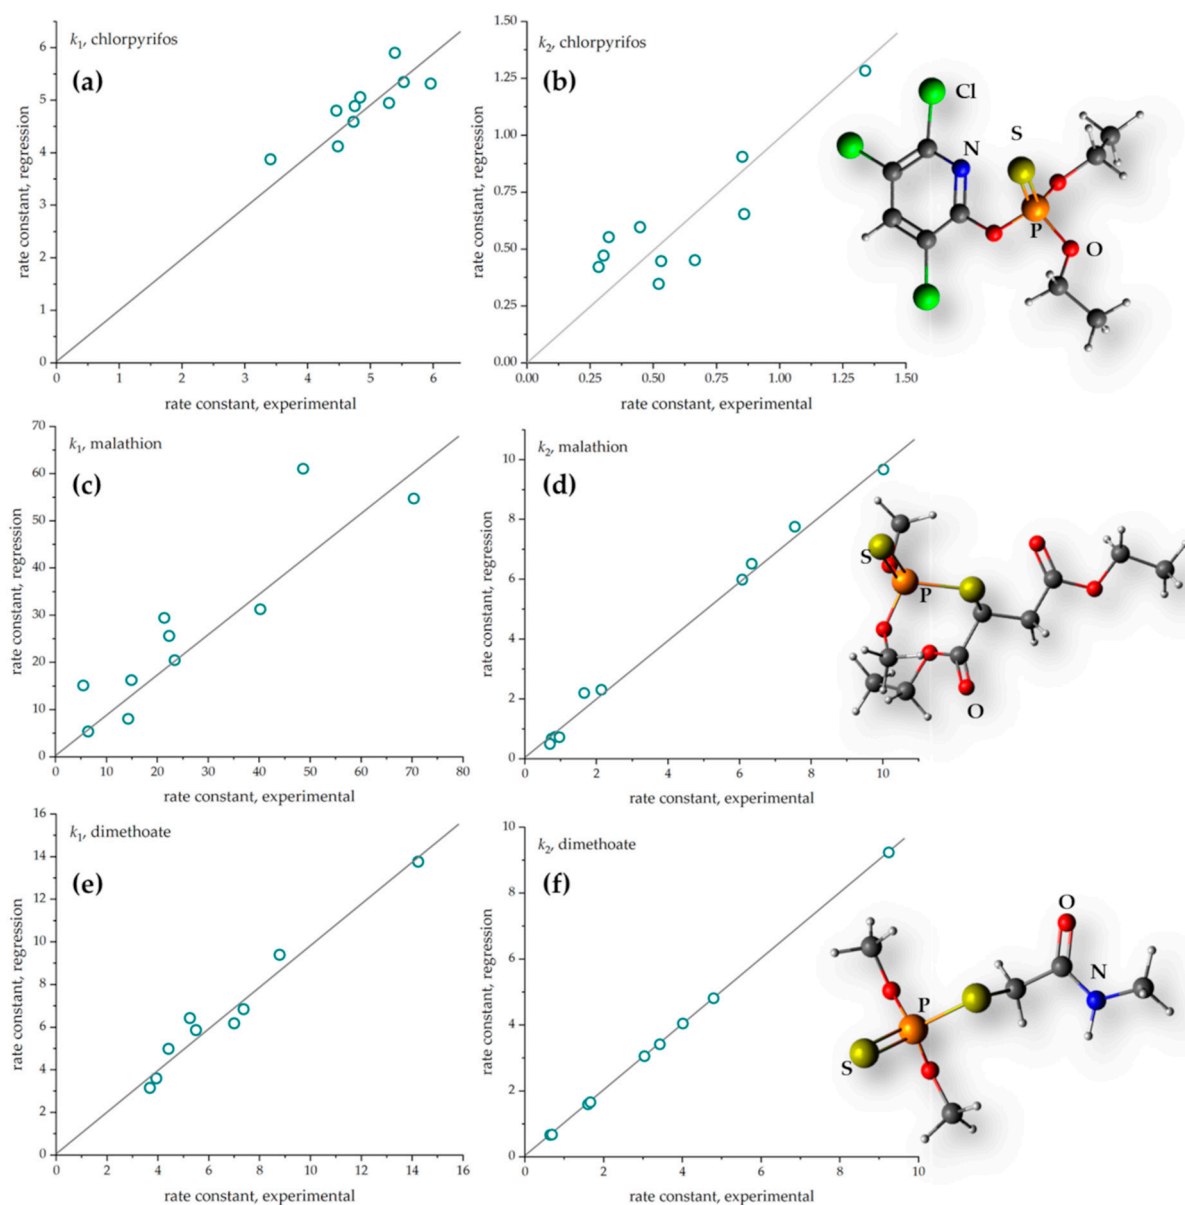 k1, chlorpyrifos
(a)
rate constant, regression
6
5
4
3
2
1
0
0 1 2 3 4 5 6
rate constant, experimental
k2, chlorpyrifos
(b)
rate constant, regression
1.50
1.25
1.00
0.75
0.50
0.25
0.00
0.00 0.25 0.50 0.75 1.00 1.25 1.50
rate constant, experimental
Cl
N
S
P
O
k1, malathion
(c)
rate constant, regression
70
60
50
40
30
20
10
0
0 10 20 30 40 50 60 70 80
rate constant, experimental
k2, malathion
(d)
rate constant, regression
10
8
6
4
2
0
0 2 4 6 8 10
rate constant, experimental
S
P
O
k1, dimethoate
(e)
rate constant, regression
16
14
12
10
8
6
4
2
0
0 2 4 6 8 10 12 14 16
rate constant, experimental
k2, dimethoate
(f)
rate constant, regression
10
8
6
4
2
0
0 2 4 6 8 10
rate constant, experimental
O
N
P
S